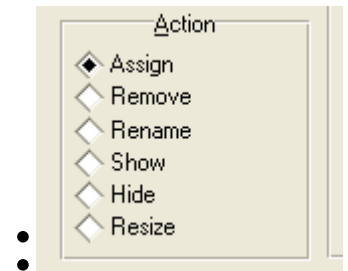 Action
Assign
Remove
Rename
Show
Hide
Resize